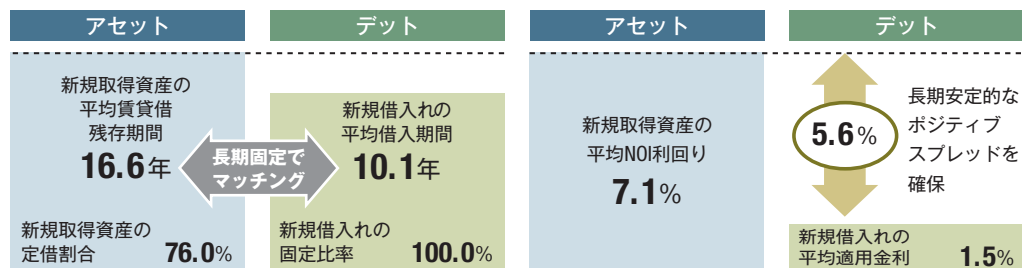 アセット
デット
新規取得資産の
平均賃貸借
残存期間
16.6年
長期固定で
マッチング
新規借入れの
平均借入期間
10.1年
新規取得資産の
定借割合 76.0%
新規借入れの
固定比率 100.0%
アセット
デット
新規取得資産の
平均NOI利回り
7.1%
5.6%
長期安定的な
ポジティブ
スプレッドを
確保
新規借入れの
平均適用金利 1.5%